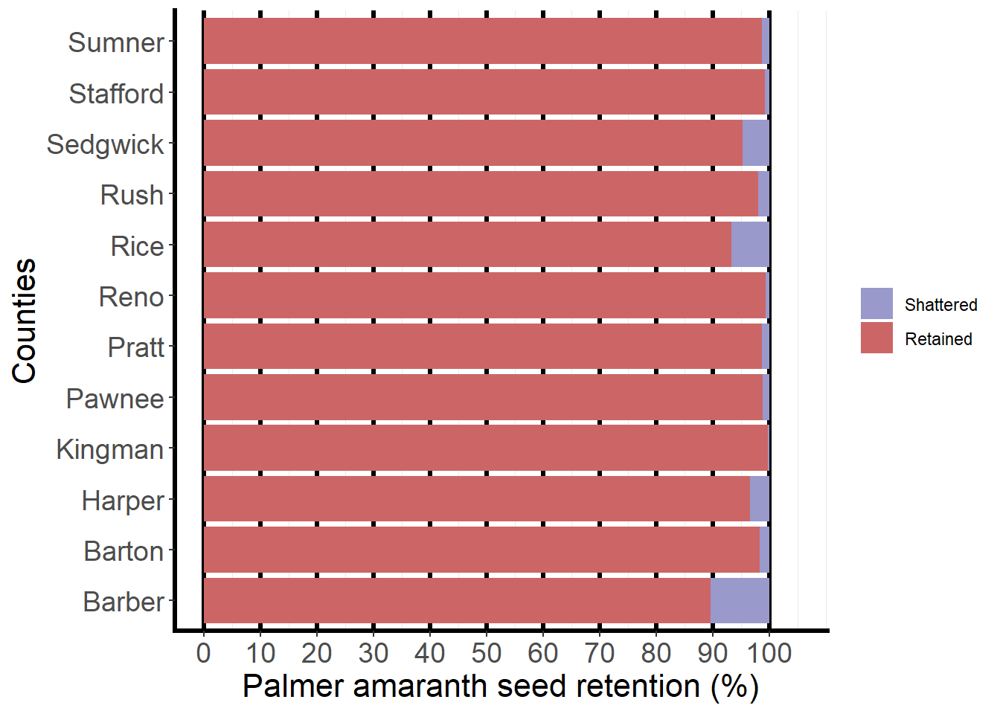 Sumner
Stafford
Sedgwick
Rush
Rice
Reno
Pratt
Pawnee
Kingman
Harper
Barton
Barber
Counties
0 10 20 30 40 50 60 70 80 90 100
Palmer amaranth seed retention (%)
Shattered
Retained